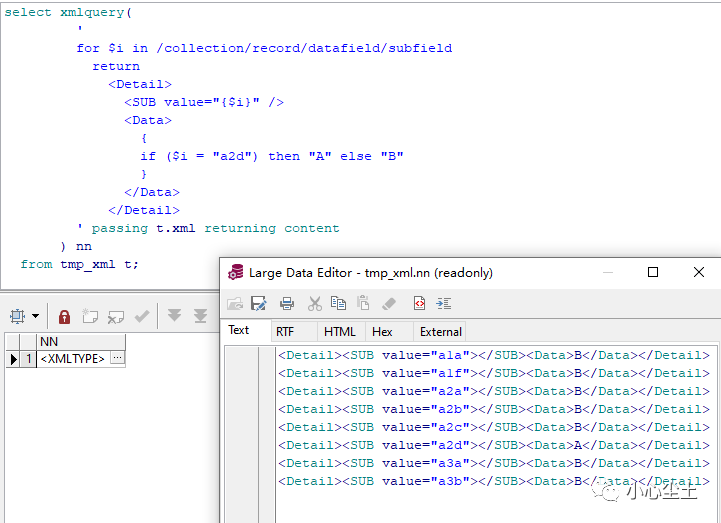 select xmlquery(
'
for $i in /collection/record/datafield/subfield
return
<Detail>
<SUB value="{$i}" />
<Data>
{
if ($i = "a2d") then "A" else "B"
}
</Data>
</Detail>
' passing t.xml returning content
) nn
from tmp_xml t;
Large Data Editor - tmp_xml.nn (readonly)
Text RTF HTML Hex External
NN
1 <XMLTYPE> ...
<Detail><SUB value="a1a"></SUB><Data>B</Data></Detail>
<Detail><SUB value="a1f"></SUB><Data>B</Data></Detail>
<Detail><SUB value="a2a"></SUB><Data>B</Data></Detail>
<Detail><SUB value="a2b"></SUB><Data>B</Data></Detail>
<Detail><SUB value="a2c"></SUB><Data>B</Data></Detail>
<Detail><SUB value="a2d"></SUB><Data>A</Data></Detail>
<Detail><SUB value="a3a"></SUB><Data>B</Data></Detail>
<Detail><SUB value="a3b"></SUB><Data>B</Data></Detail>
小心尘土